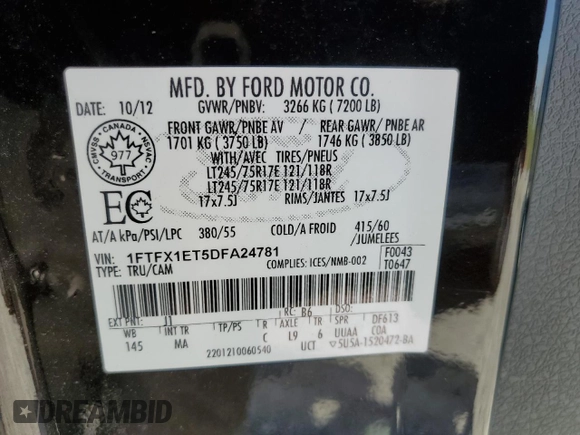 MFD. BY FORD MOTOR CO.
DATE: 10/12 GVWR/PNBV: 3266 KG ( 7200 LB)
FRONT GAWR/PNBE AV REAR GAWR/ PNBE AR
1701 KG ( 3750 LB) 1746 KG ( 3850 LB)
WITH/AVEC TIRES/PNEUS
LT245/75R17E 121/118R
LT245/75R17E 121/118R
17x7.5J RIMS/JANTES 17x7.5J
CANADA
CMVSS 977 NSVAC
TRANSPORT
EC
AT/A kPa/PSI/LPC 380/55 COLD/A FROID 415/60
/JUMELEES
VIN: 1FTFX1ET5DFA24781 F0043
TYPE: TRU/CAM COMPLIES: ICES/NMB-002 T0647
EXT PNT: J1 RC: B6 DF613
WB INT TR TP/PS R AXLE TR SPR
145 MA C L9 6 UUAA COA
2201210060540 UCT 5U5A-1520472-BA
DREAMBID